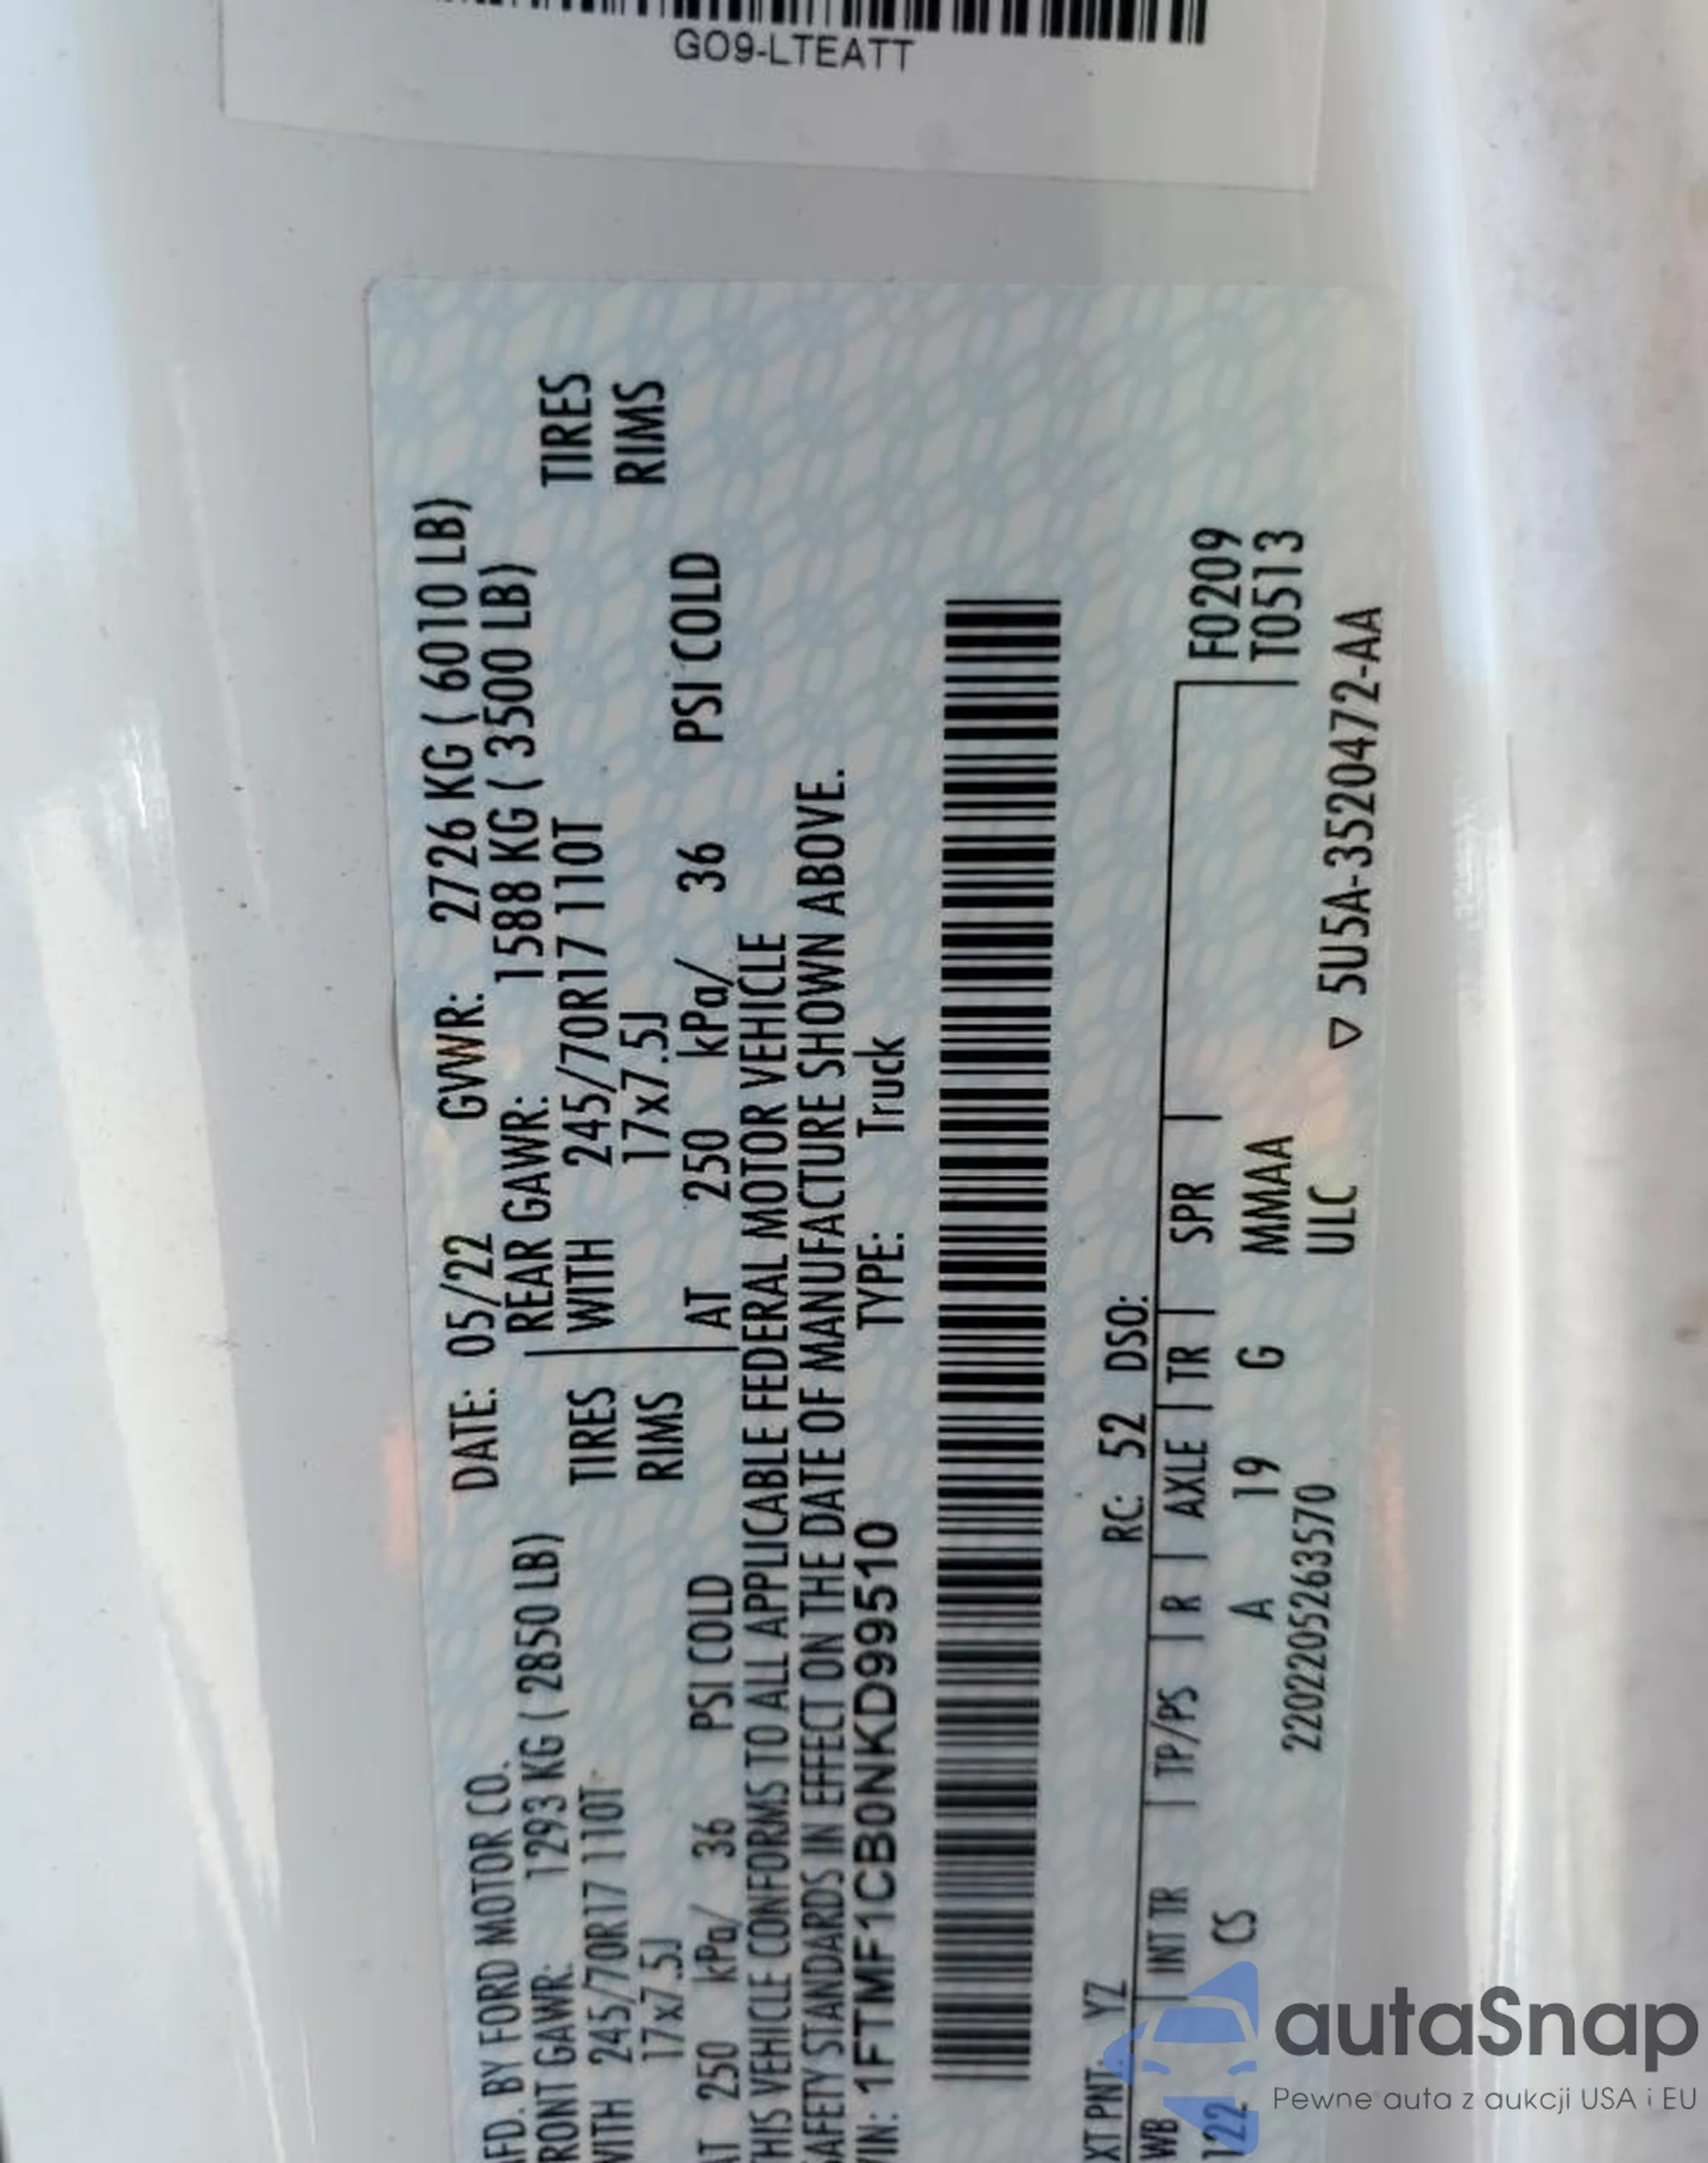 GO9-LTEATT
MFD. BY FORD MOTOR CO. DATE: 05/22 GVWR: 2726 KG ( 6010 LB)
FRONT GAWR: 1293 KG ( 2850 LB) REAR GAWR: 1588 KG ( 3500 LB)
WITH 245/70R17 110T TIRES WITH 245/70R17 110T TIRES
17x7.5J RIMS 17x7.5J RIMS
AT 250 kPa/ 36 PSI COLD AT 250 kPa/ 36 PSI COLD
THIS VEHICLE CONFORMS TO ALL APPLICABLE FEDERAL MOTOR VEHICLE
SAFETY STANDARDS IN EFFECT ON THE DATE OF MANUFACTURE SHOWN ABOVE.
VIN: 1FTMF1CB0NKD99510 TYPE: Truck
EXT PNT: YZ RC: 52 DSO:
WB INT TR TP/PS R AXLE TR SPR F0209
122 CS A 19 G MMAA T0513
2202205263570 ULC
▽ 5U5A-3520472-AA
autaSnap
Pewne auta z aukcji USA i EU